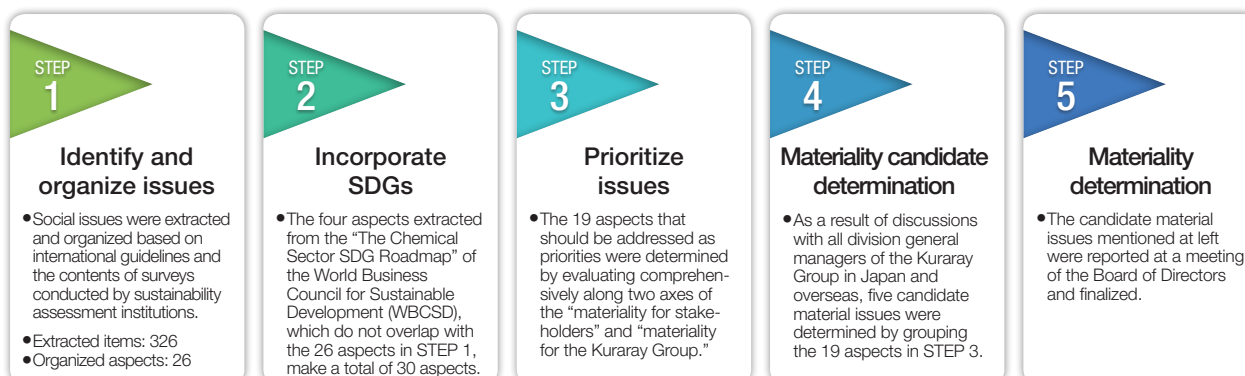 STEP
1
Identify and
organize issues
●Social issues were extracted
and organized based on
international guidelines and
the contents of surveys
conducted by sustainability
assessment institutions.
●Extracted items: 326
●Organized aspects: 26
STEP
2
Incorporate
SDGs
●The four aspects extracted
from the “The Chemical
Sector SDG Roadmap” of
the World Business
Council for Sustainable
Development (WBCSD),
which do not overlap with
the 26 aspects in STEP 1,
make a total of 30 aspects.
STEP
3
Prioritize
issues
●The 19 aspects that
should be addressed as
priorities were determined
by evaluating comprehen-
sively along two axes of
the “materiality for stake-
holders” and “materiality
for the Kuraray Group.”
STEP
4
Materiality candidate
determination
●As a result of discussions
with all division general
managers of the Kuraray
Group in Japan and
overseas, five candidate
material issues were
determined by grouping
the 19 aspects in STEP 3.
STEP
5
Materiality
determination
●The candidate material
issues mentioned at left
were reported at a meeting
of the Board of Directors
and finalized.